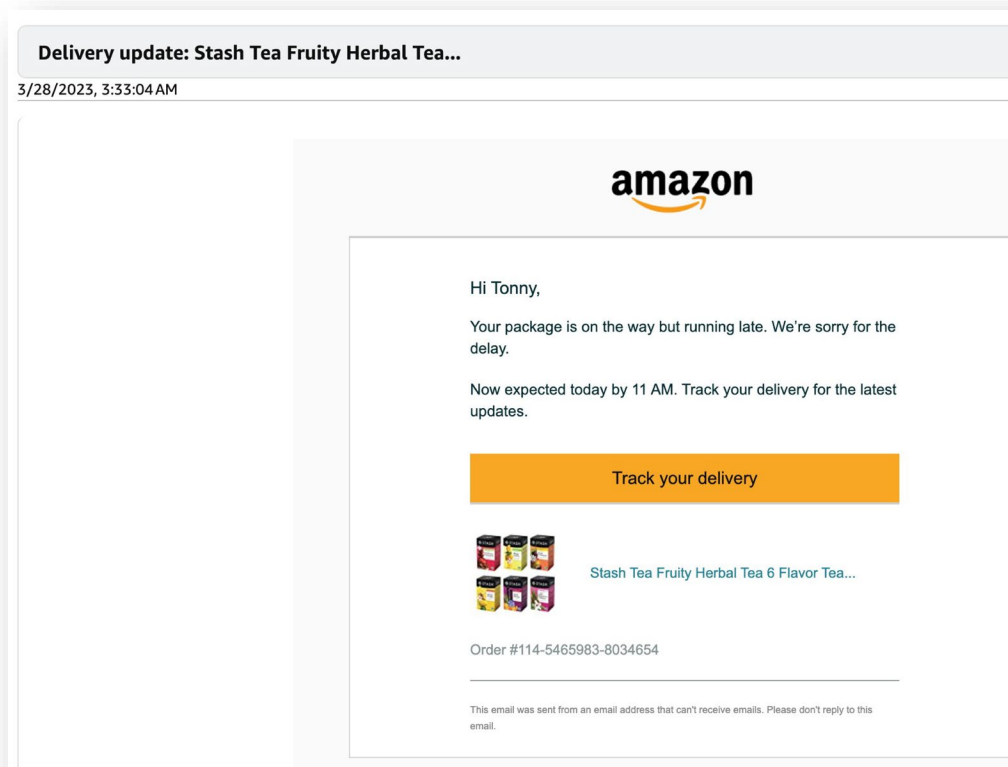 Delivery update: Stash Tea Fruity Herbal Tea...
3/28/2023, 3:33:04 AM
amazon
Hi Tonny,
Your package is on the way but running late. We're sorry for the
delay.
Now expected today by 11 AM. Track your delivery for the latest
updates.
Track your delivery
Stash Tea Fruity Herbal Tea 6 Flavor Tea...
Order #114-5465983-8034654
This email was sent from an email address that can't receive emails. Please don't reply to this
email.